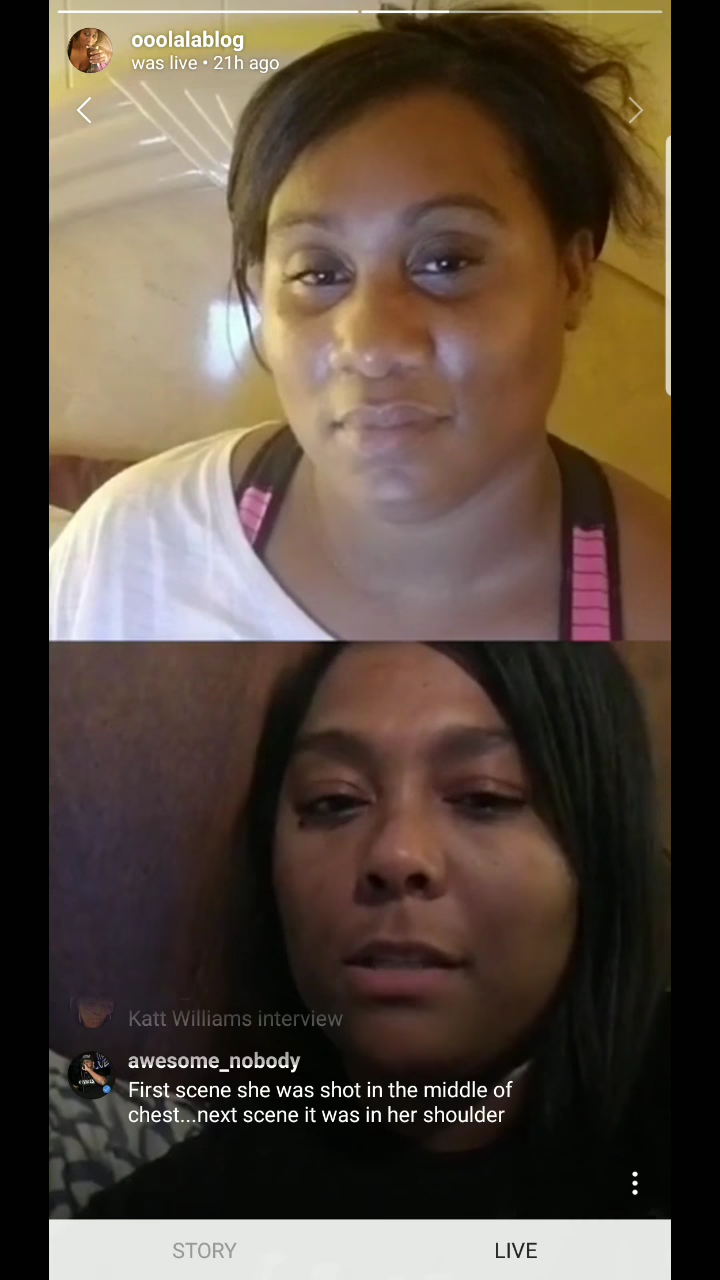 ooolalablog
was live • 21h ago
Katt Williams interview
awesome_nobody
First scene she was shot in the middle of
chest...next scene it was in her shoulder
STORY
LIVE